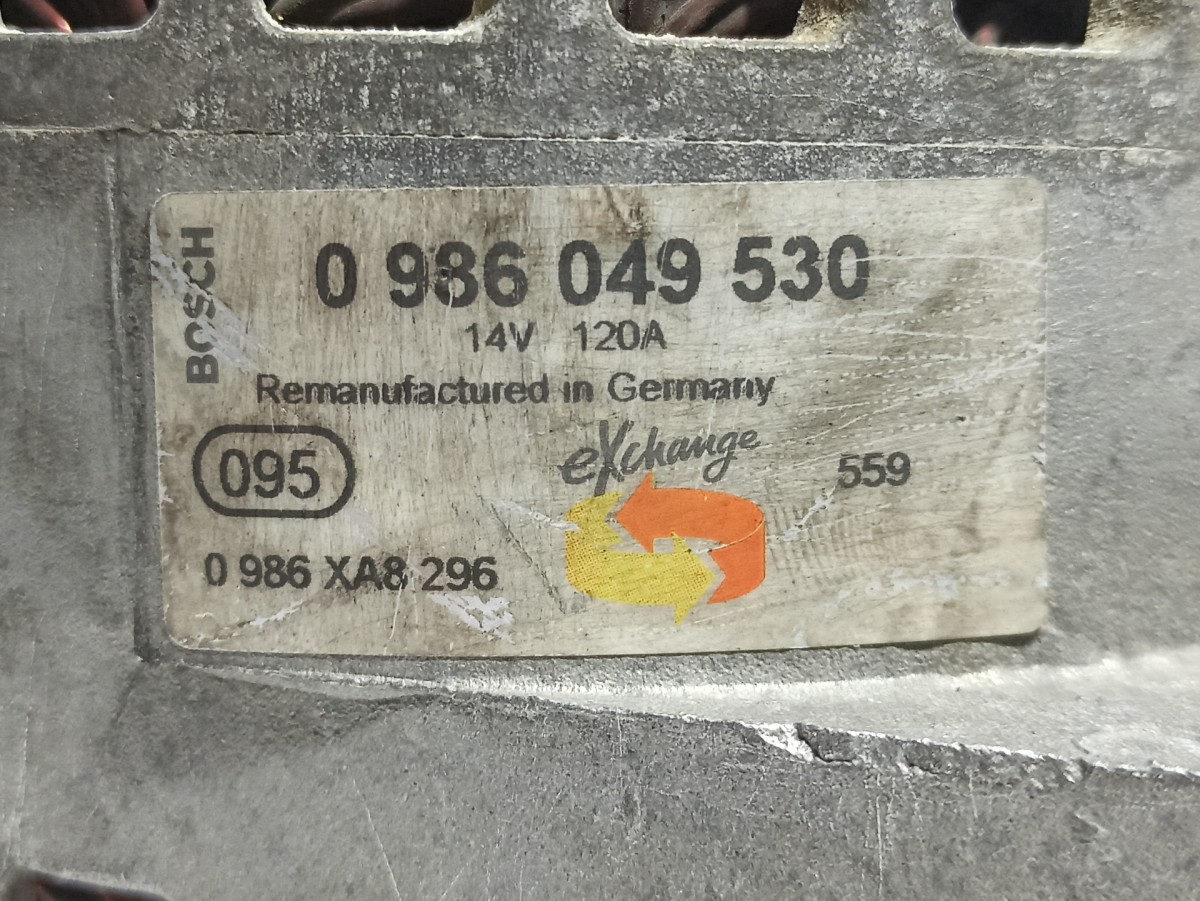 BOSCH
0 986 049 530
14V 120A
Remanufactured in Germany
eXchange
095
559
0 986 XA8 296